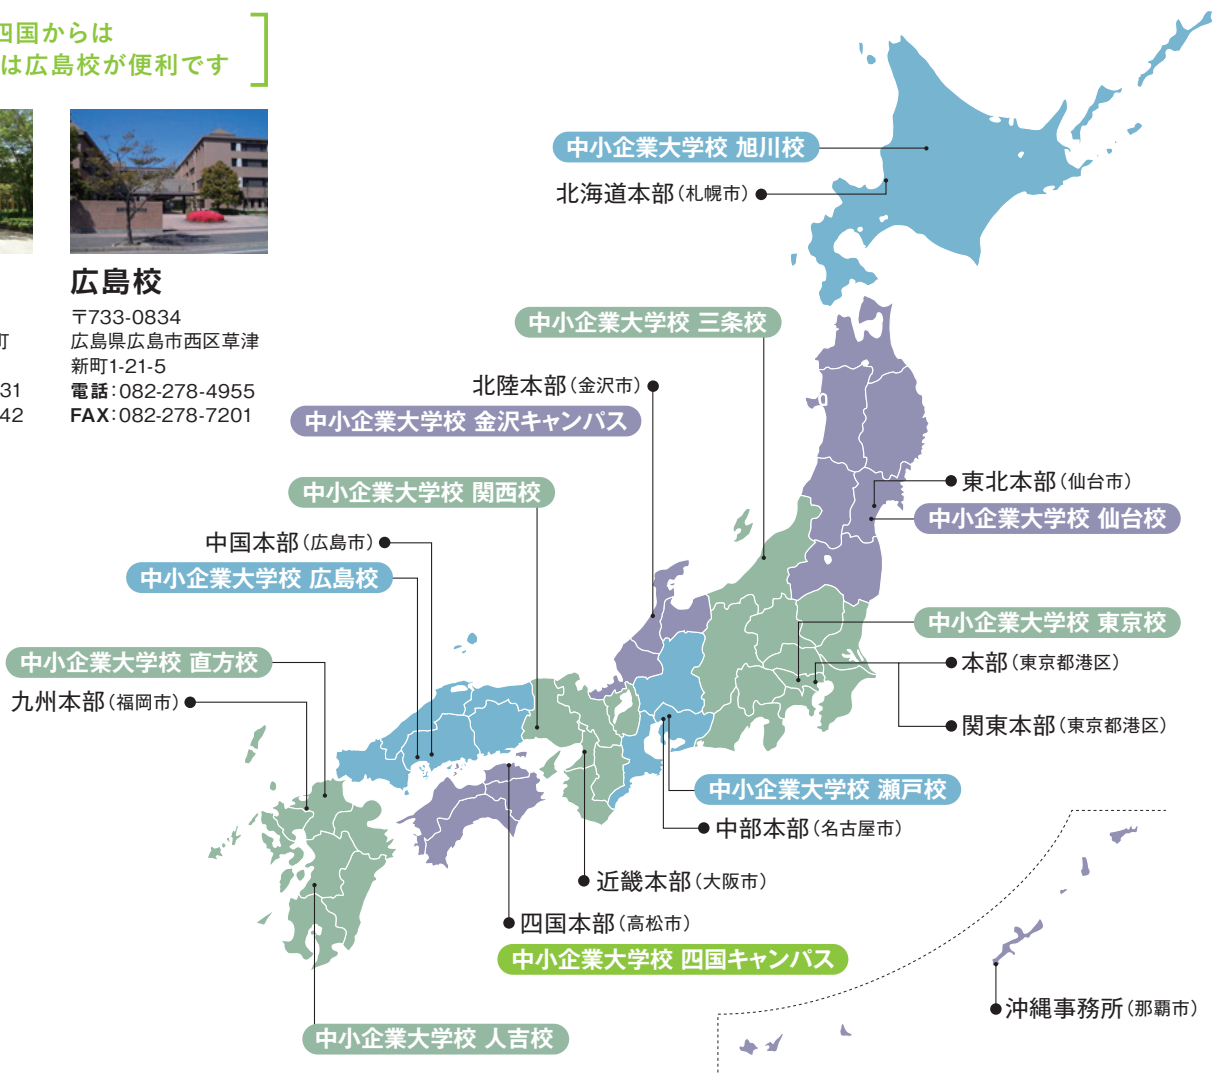 四国からは
は広島校が便利です
町
31
42
広島校
〒733-0834
広島県広島市西区草津
新町1-21-5
電話：082-278-4955
FAX：082-278-7201
中小企業大学校 旭川校
北海道本部（札幌市）
中小企業大学校 三条校
北陸本部（金沢市）
中小企業大学校 金沢キャンパス
東北本部（仙台市）
中小企業大学校 仙台校
中小企業大学校 関西校
中国本部（広島市）
中小企業大学校 広島校
中小企業大学校 東京校
本部（東京都港区）
関東本部（東京都港区）
中小企業大学校 直方校
九州本部（福岡市）
中小企業大学校 瀬戸校
中部本部（名古屋市）
近畿本部（大阪市）
四国本部（高松市）
中小企業大学校 四国キャンパス
沖縄事務所（那覇市）
中小企業大学校 人吉校